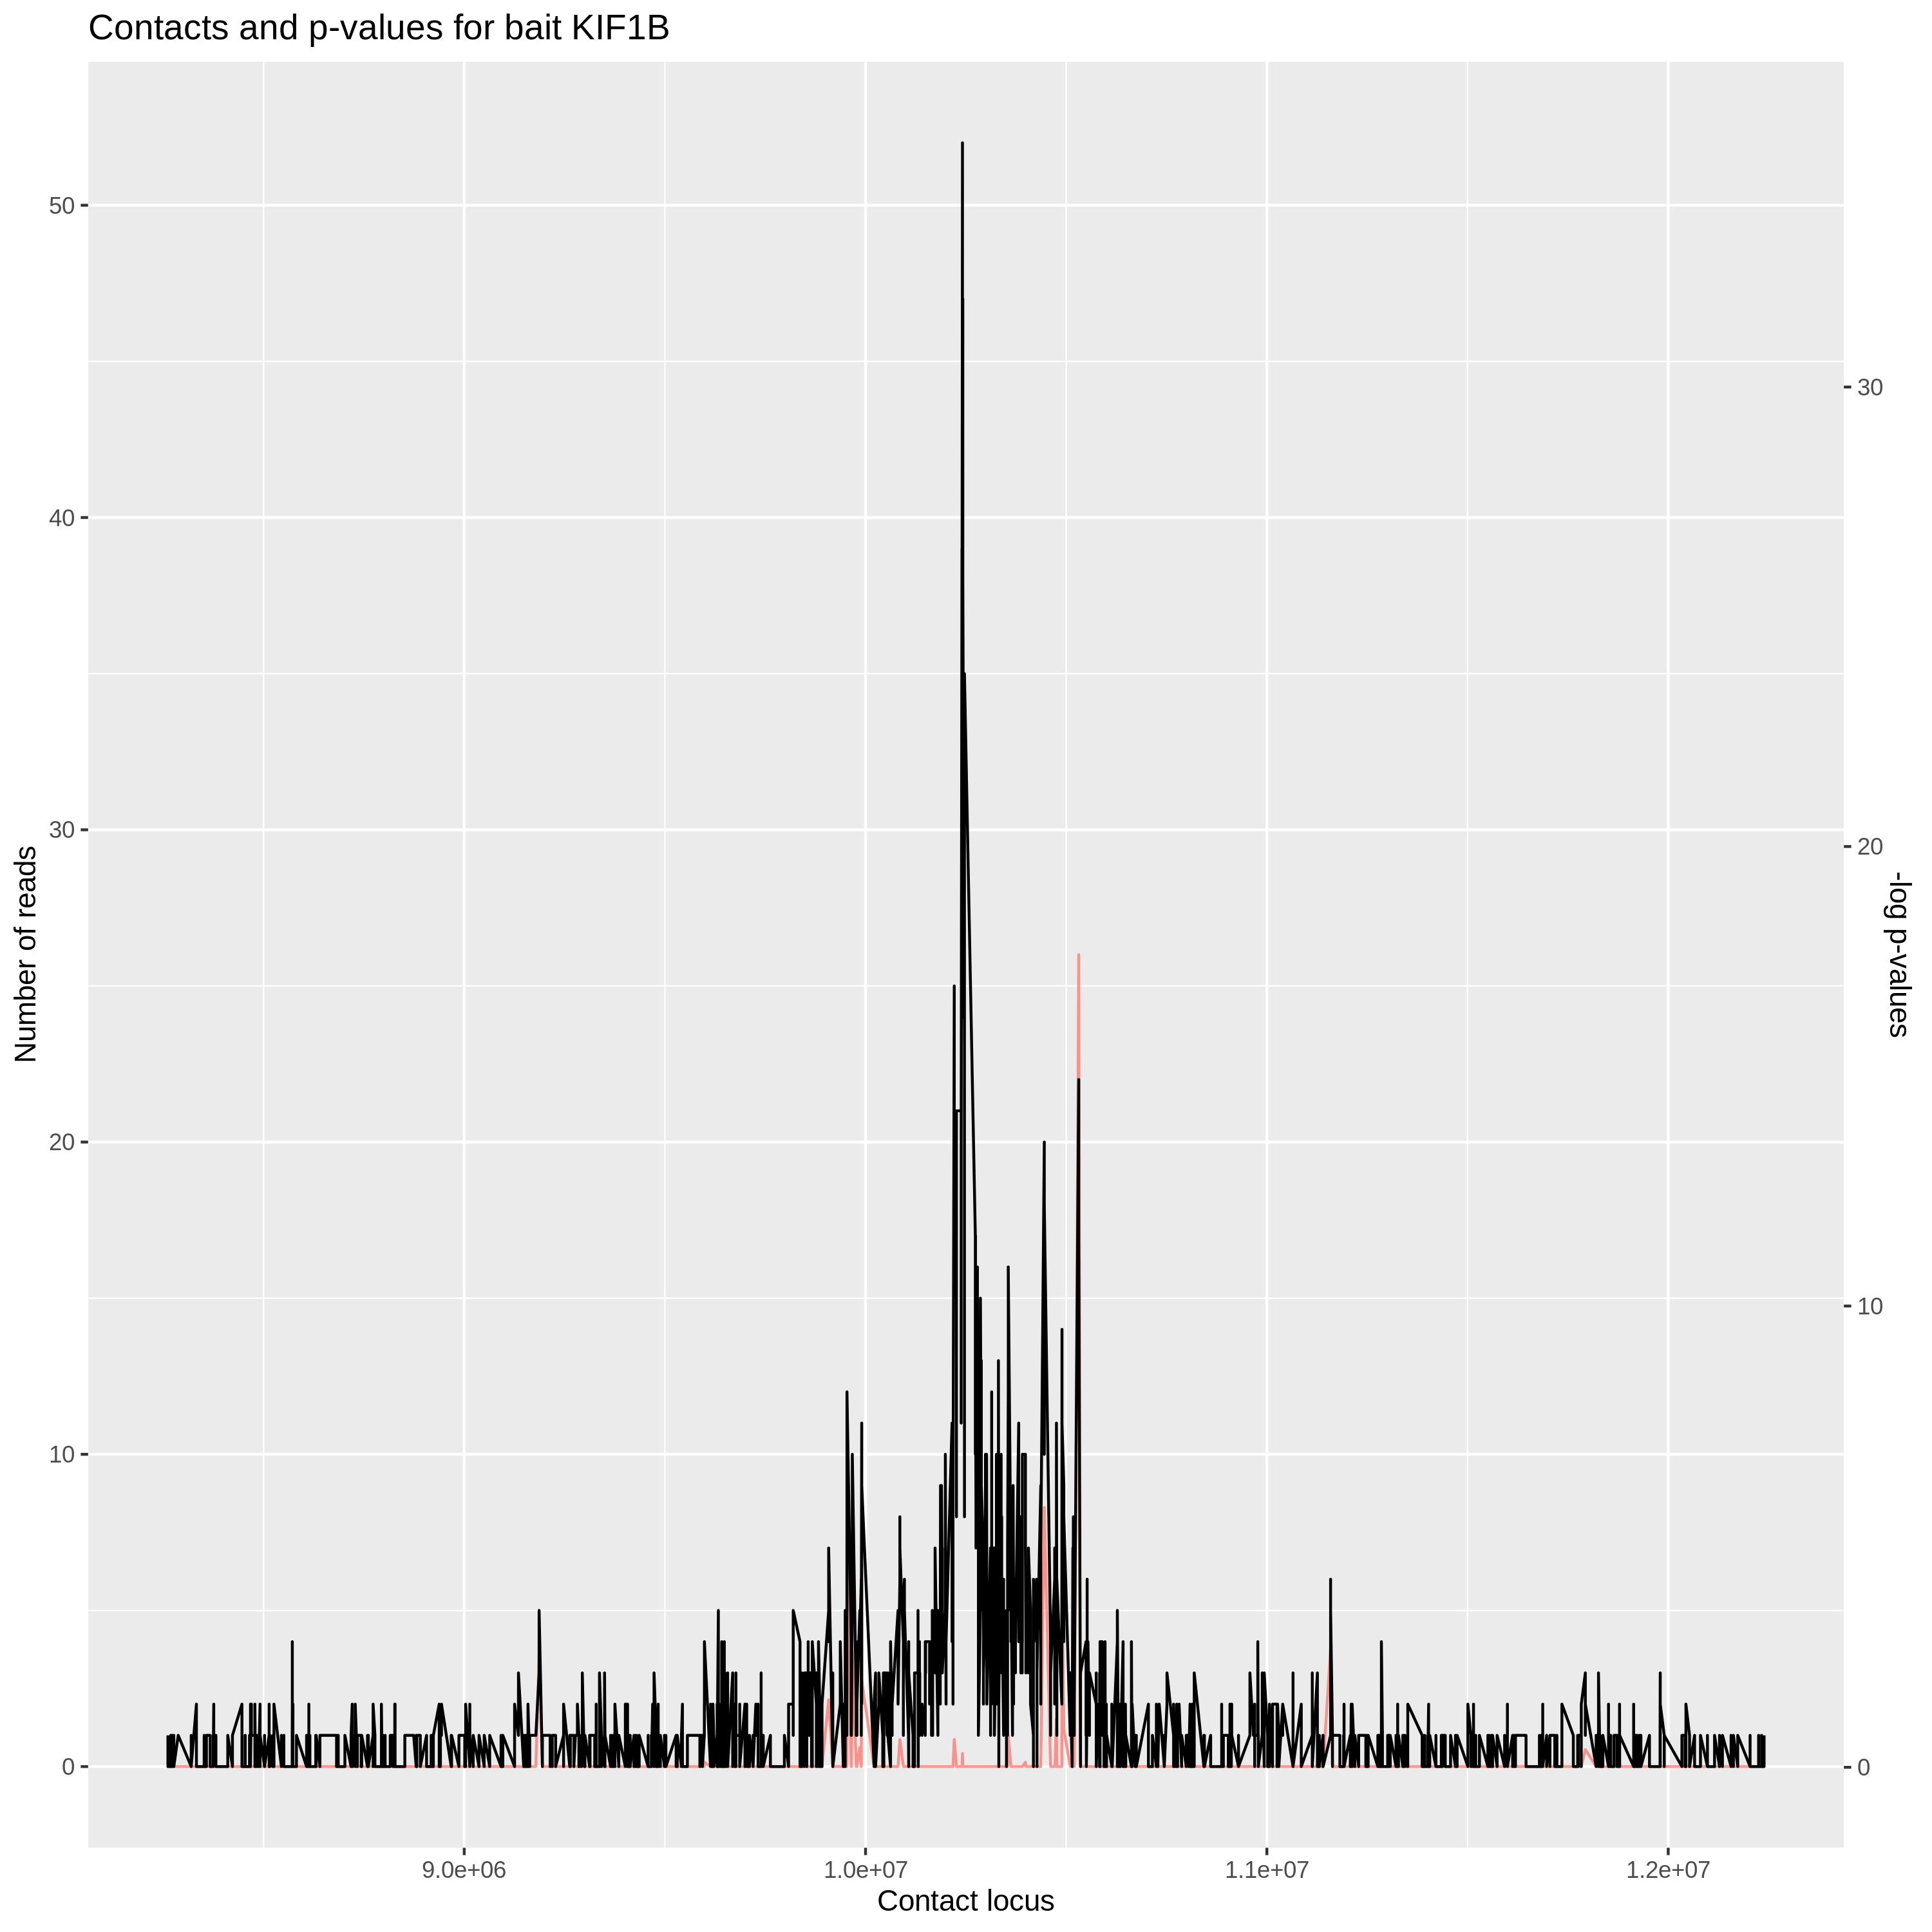 Contacts and p-values for bait KIF1B
Number of reads
50
40
30
20
10
0
30
20
10
0
-log p-values
9.0e+06
1.0e+07
1.1e+07
1.2e+07
Contact locus